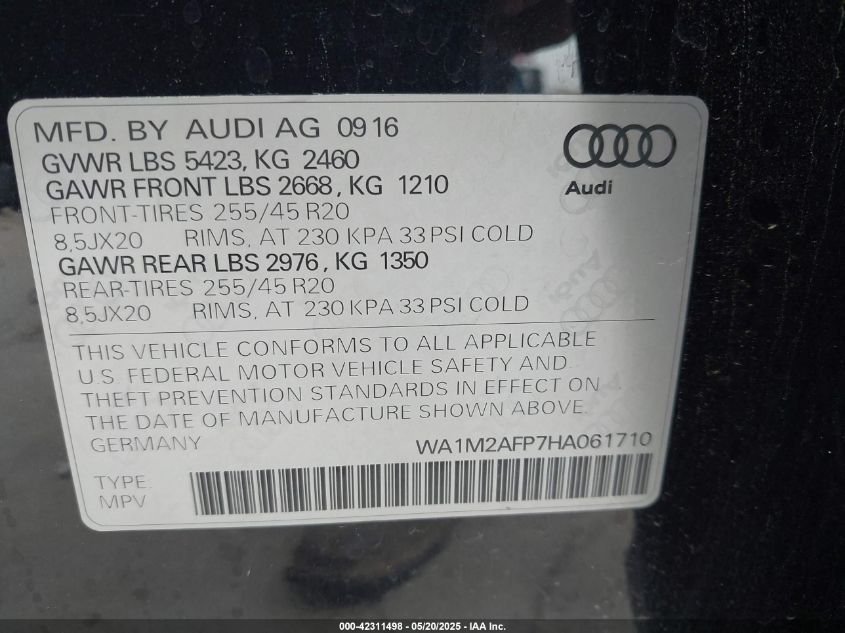 MFD. BY AUDI AG 09 16
GVWR LBS 5423, KG 2460
GAWR FRONT LBS 2668, KG 1210
FRONT-TIRES 255/45 R20
8,5JX20 RIMS, AT 230 KPA 33 PSI COLD
GAWR REAR LBS 2976, KG 1350
REAR-TIRES 255/45 R20
8,5JX20 RIMS, AT 230 KPA 33 PSI COLD
Audi
THIS VEHICLE CONFORMS TO ALL APPLICABLE
U.S. FEDERAL MOTOR VEHICLE SAFETY AND
THEFT PREVENTION STANDARDS IN EFFECT ON
THE DATE OF MANUFACTURE SHOWN ABOVE.
GERMANY WA1M2AFP7HA061710
TYPE:
MPV
000-42311498 - 05/20/2025 - IAA Inc.